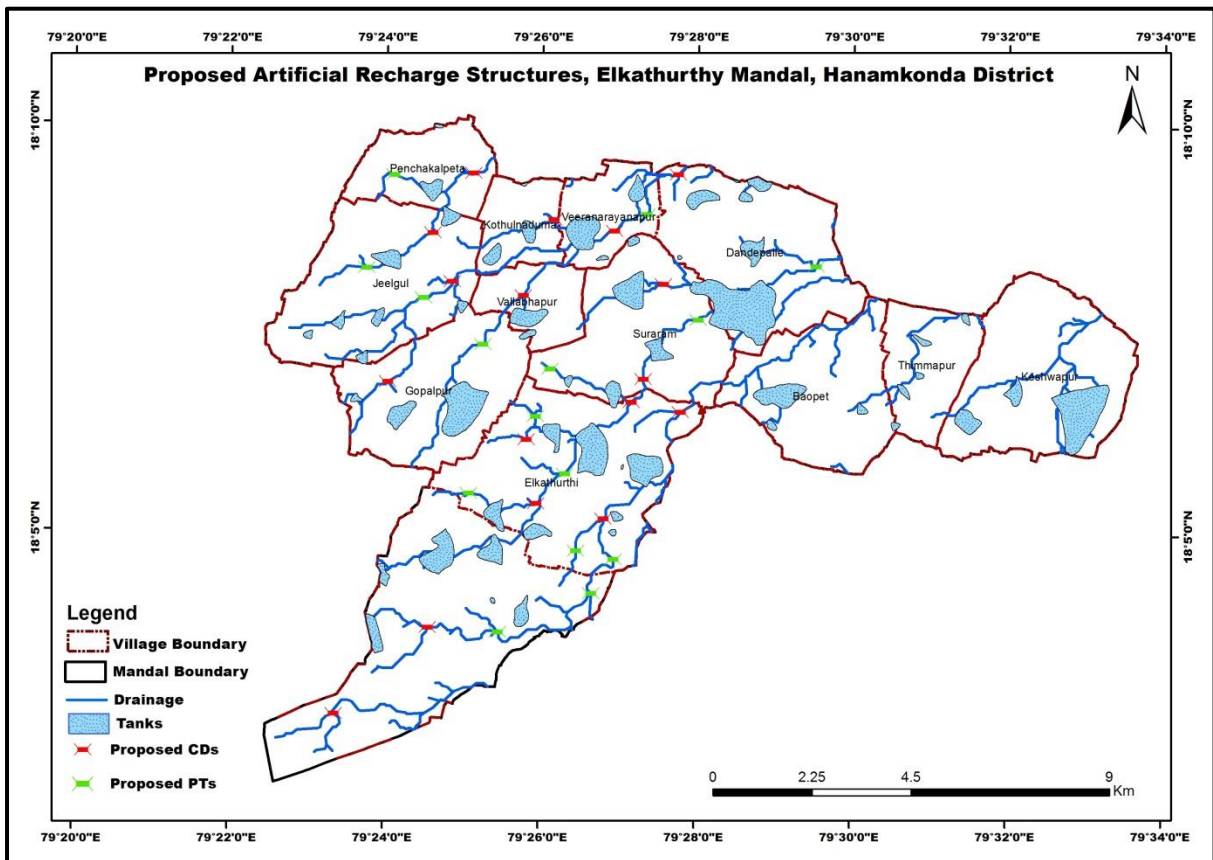 79°20'0"E 79°22'0"E 79°24'0"E 79°26'0"E 79°28'0"E 79°30'0"E 79°32'0"E 79°34'0"E
Proposed Artificial Recharge Structures, Elkathurthy Mandal, Hanamkonda District
N
18°10'0"N 18°10'0"N
Penchakalpeta
Kothulnaduma
Veeranarayanapur
Dandepalle
Jeelgul
Vallabhapur
Suraram
Thimmapur
Keshwapur
Gopalpur
Baopet
Elkathurthi
18°5'0"N 18°5'0"N
Legend
Village Boundary
Mandal Boundary
Drainage
Tanks
Proposed CDs
Proposed PTs
0 2.25 4.5 9
Km
79°20'0"E 79°22'0"E 79°24'0"E 79°26'0"E 79°28'0"E 79°30'0"E 79°32'0"E 79°34'0"E